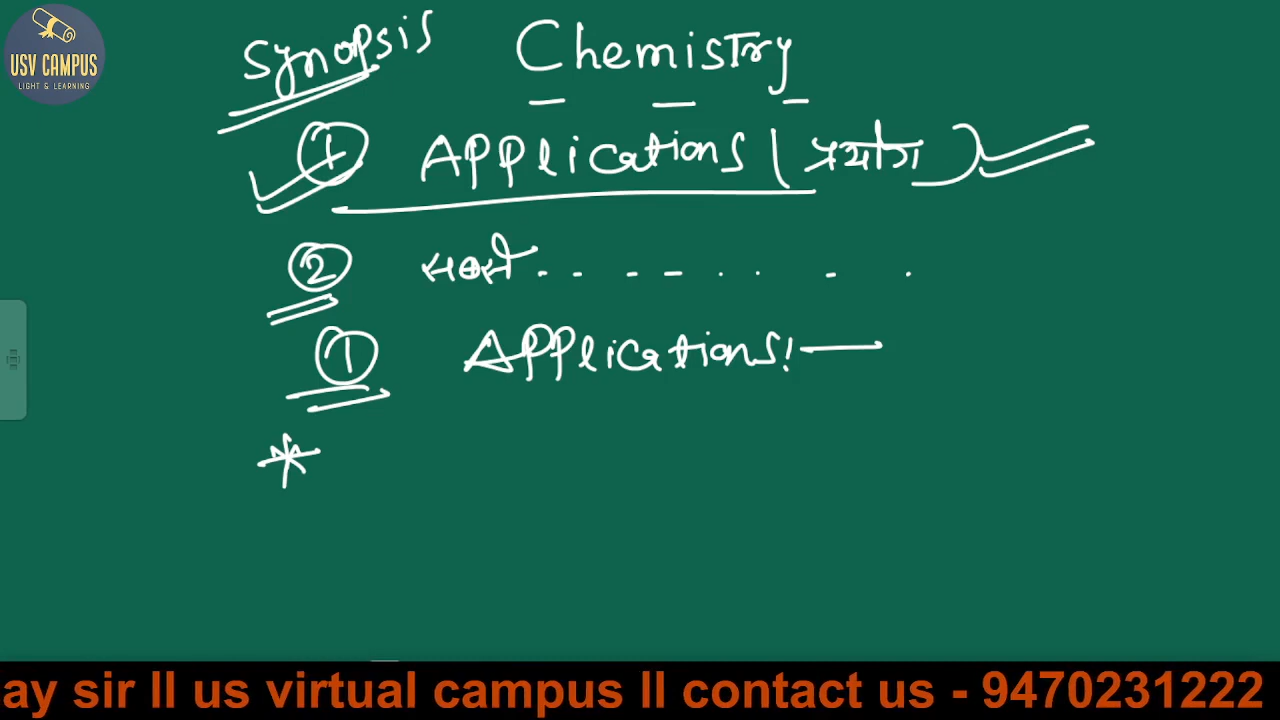 USV CAMPUS
LIGHT & LEARNING
Synopsis Chemistry
① Applications (प्रयोग)
②
① Applications:—
*
ay sir ll us virtual campus ll contact us - 9470231222